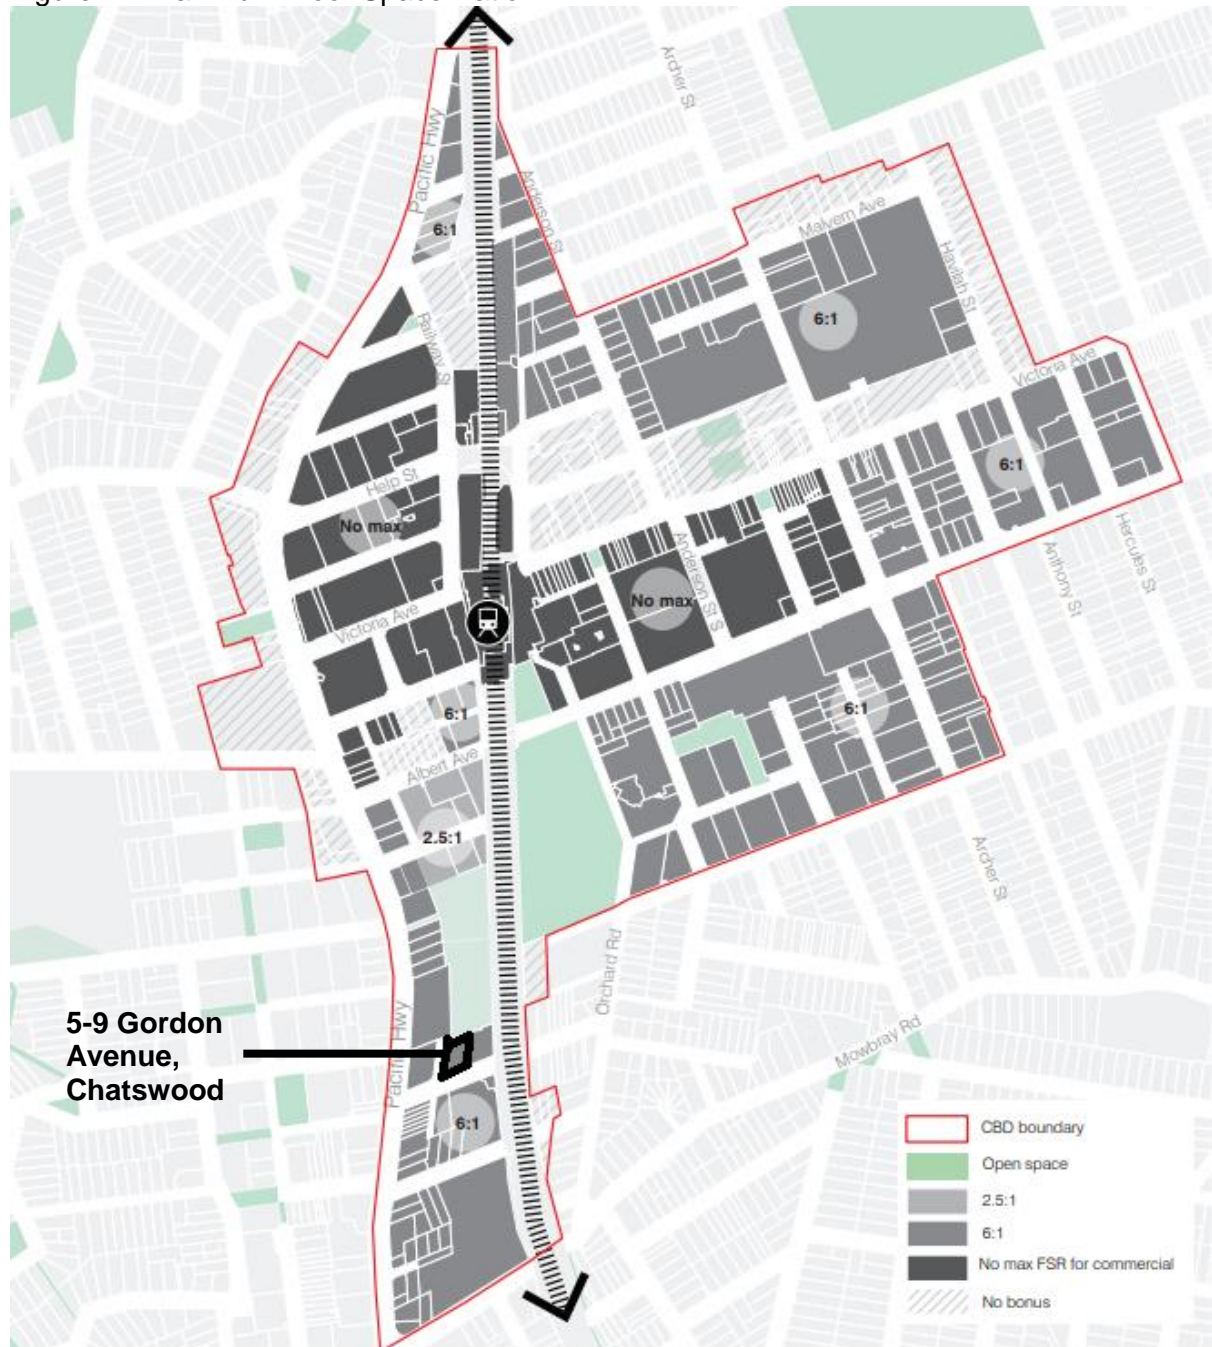 Archer St
Pacific Hwy
Anderson St
6:1
Malvern Ave
Havilah St
6:1
Railway St
Victoria Ave
Help St
6:1
No max
Hercules St
Anthony St
Anderson St S
No max
Victoria Ave
6:1
6:1
Albert Ave
2.5:1
Archer St
Orchard Rd
Pacific Hwy
5-9 Gordon
Avenue,
Chatswood
Mowbray Rd
6:1
CBD boundary
Open space
2.5:1
6:1
No max FSR for commercial
No bonus